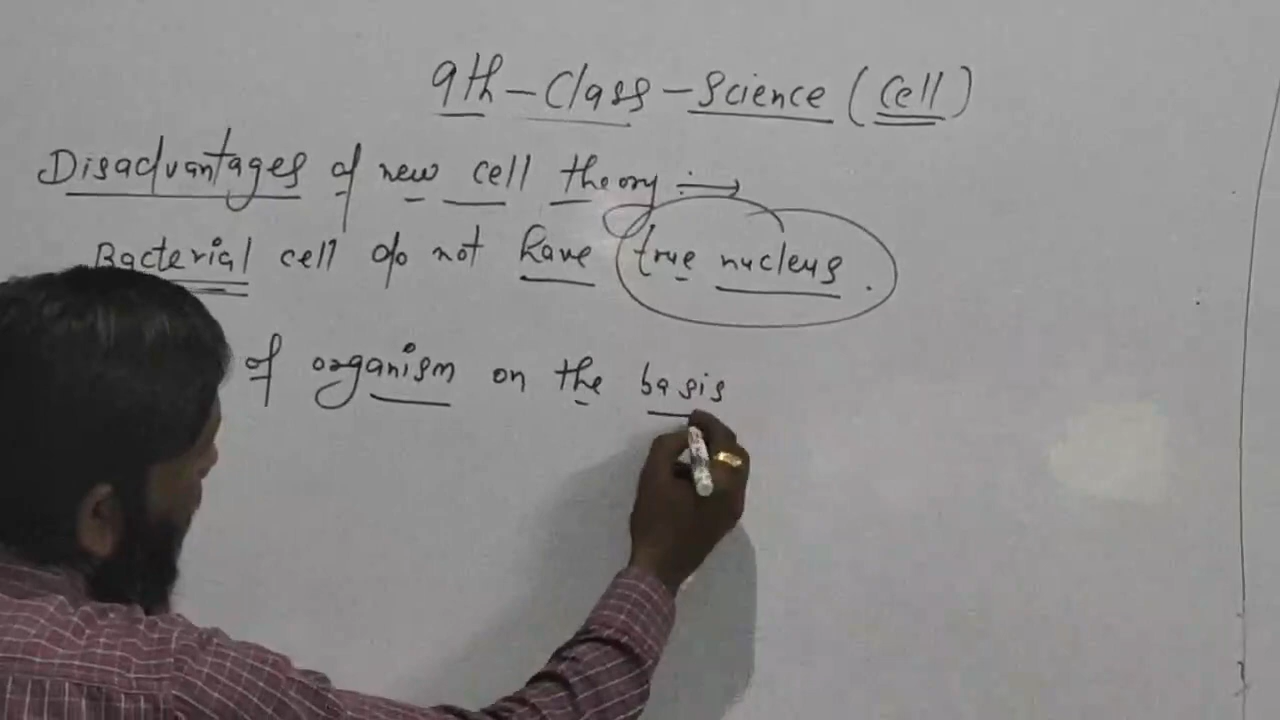 9th - Class - Science (Cell)
Disadvantages of new cell theory :→
Bacterial cell do not have true nucleus .
of organism on the basis